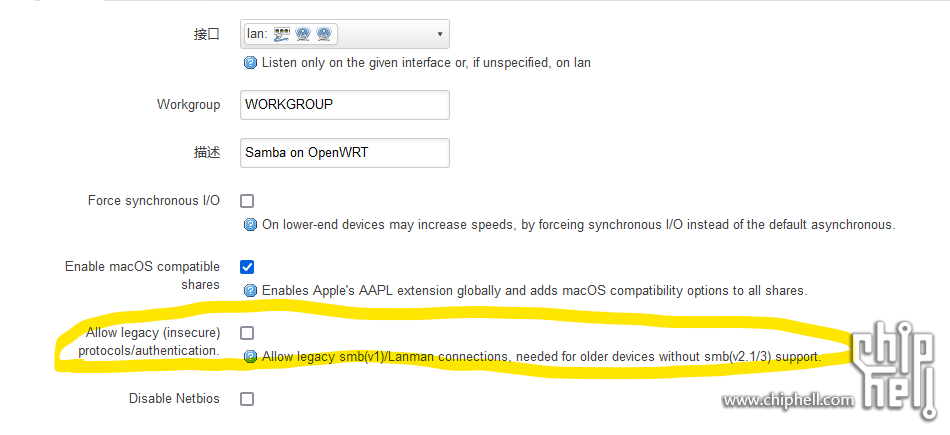 接口
lan:
Listen only on the given interface or, if unspecified, on lan
Workgroup
WORKGROUP
描述
Samba on OpenWRT
Force synchronous I/O
On lower-end devices may increase speeds, by forceing synchronous I/O instead of the default asynchronous.
Enable macOS compatible
shares
Enables Apple's AAPL extension globally and adds macOS compatibility options to all shares.
Allow legacy (insecure)
protocols/authentication.
Allow legacy smb(v1)/Lanman connections, needed for older devices without smb(v2.1/3) support.
Disable Netbios
chip
hell
www.chiphell.com